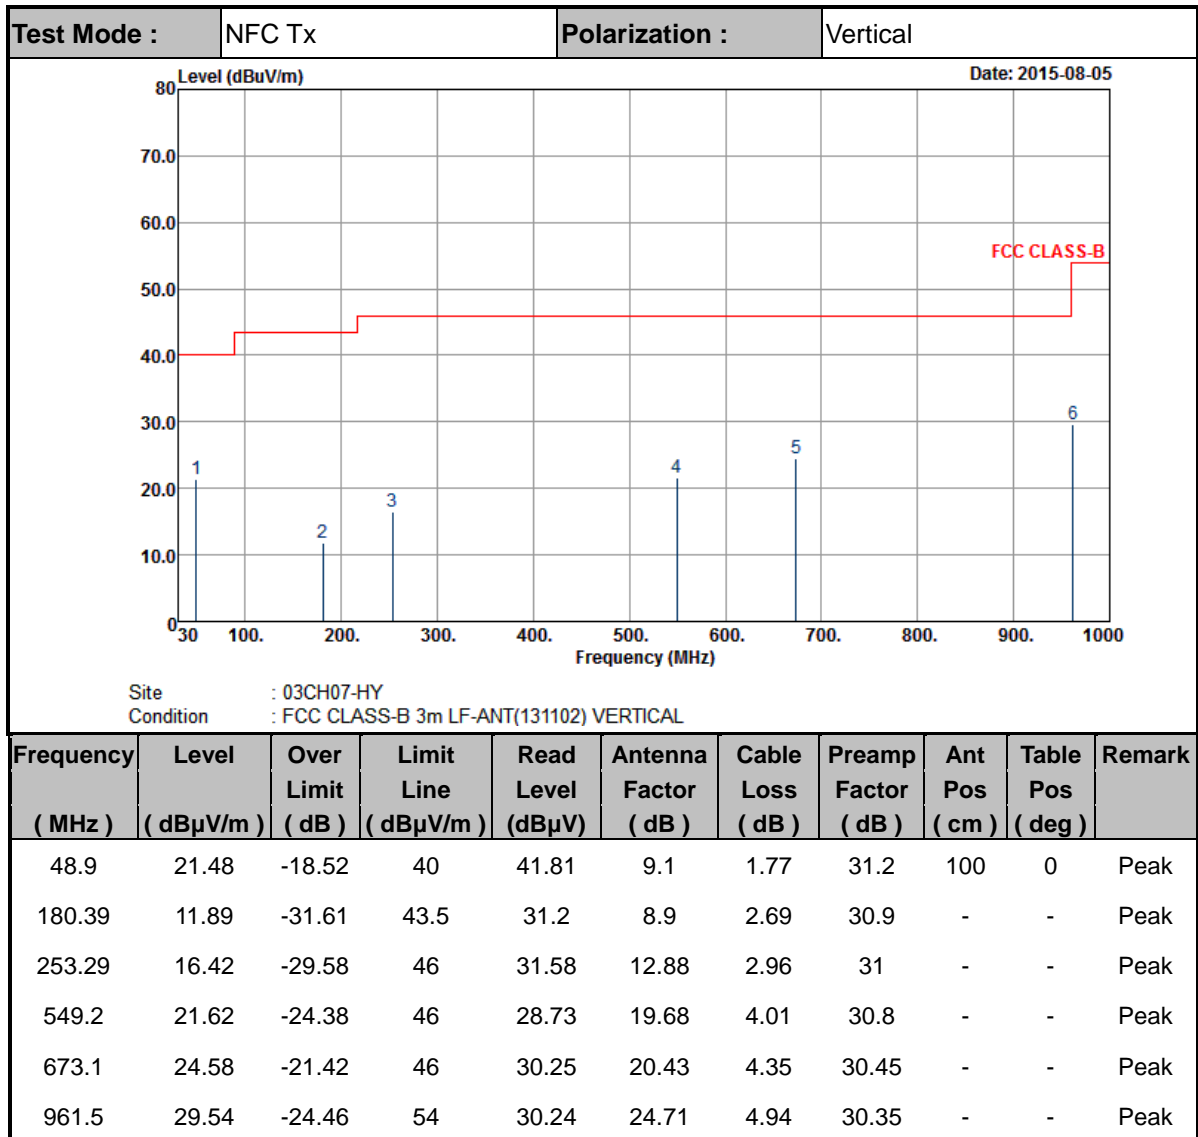 Test Mode : NFC Tx Polarization : Vertical
Level (dBuV/m) Date: 2015-08-05
80
70.0
60.0
FCC CLASS-B
50.0
40.0
6
30.0
5
1 4
20.0
3
2
10.0
0
30 100. 200. 300. 400. 500. 600. 700. 800. 900. 1000
Frequency (MHz)
Site : 03CH07-HY
Condition : FCC CLASS-B 3m LF-ANT(131102) VERTICAL
Frequency Level Over Limit Read Antenna Cable Preamp Ant Table Remark
Limit Line Level Factor Loss Factor Pos Pos
( MHz ) ( dBµV/m ) ( dB ) ( dBµV/m ) (dBµV) ( dB ) ( dB ) ( dB ) ( cm ) ( deg )
48.9 21.48 -18.52 40 41.81 9.1 1.77 31.2 100 0 Peak
180.39 11.89 -31.61 43.5 31.2 8.9 2.69 30.9 - - Peak
253.29 16.42 -29.58 46 31.58 12.88 2.96 31 - - Peak
549.2 21.62 -24.38 46 28.73 19.68 4.01 30.8 - - Peak
673.1 24.58 -21.42 46 30.25 20.43 4.35 30.45 - - Peak
961.5 29.54 -24.46 54 30.24 24.71 4.94 30.35 - - Peak